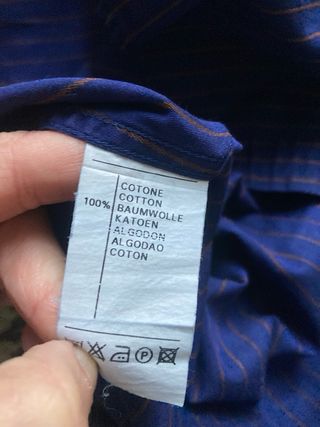 100%
COTONE
COTTON
BAUMWOLLE
KATOEN
ALGODON
ALGODAO
COTON
P